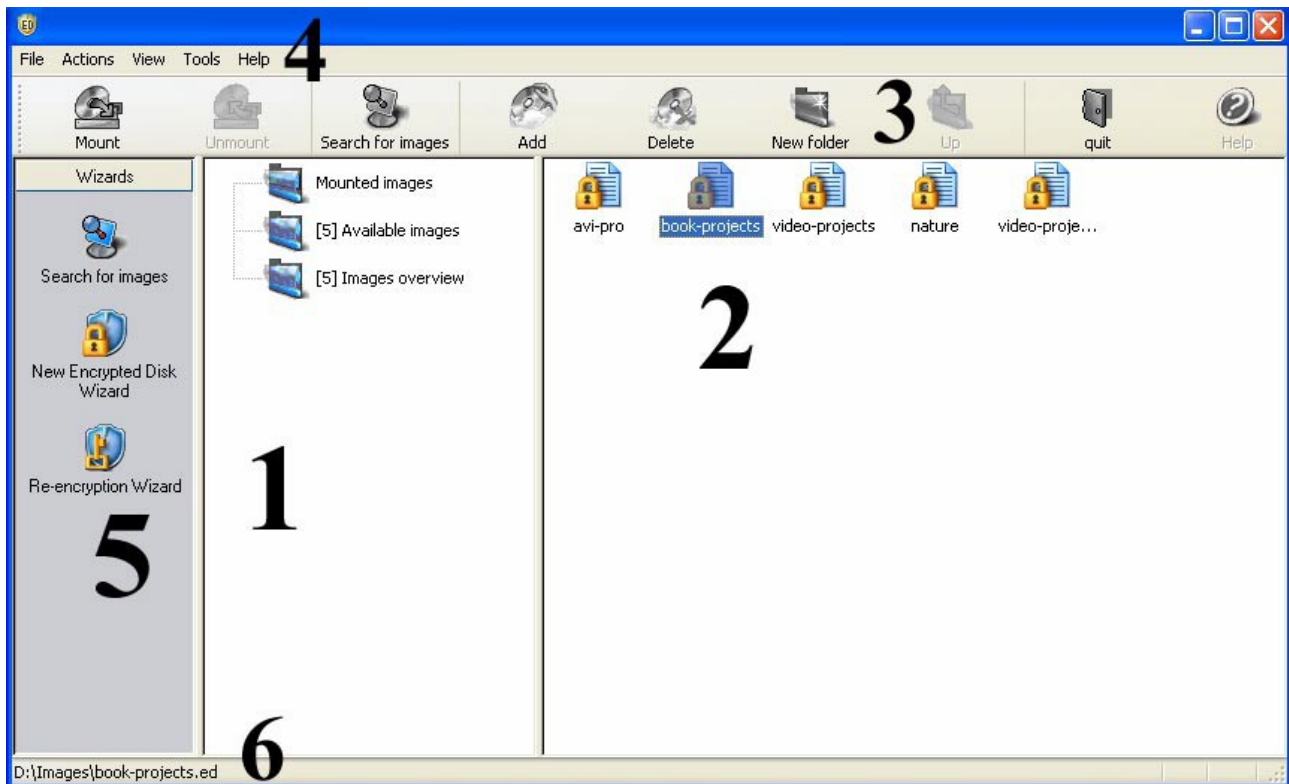 ED
File Actions View Tools Help
4
Mount Unmount Search for images Add Delete New folder 3 Up quit Help
Wizards
Search for images
New Encrypted Disk
Wizard
Re-encryption Wizard
5
Mounted images
[5] Available images
[5] Images overview
1
avi-pro book-projects video-projects nature video-proje...
2
D:\Images\book-projects.ed
6